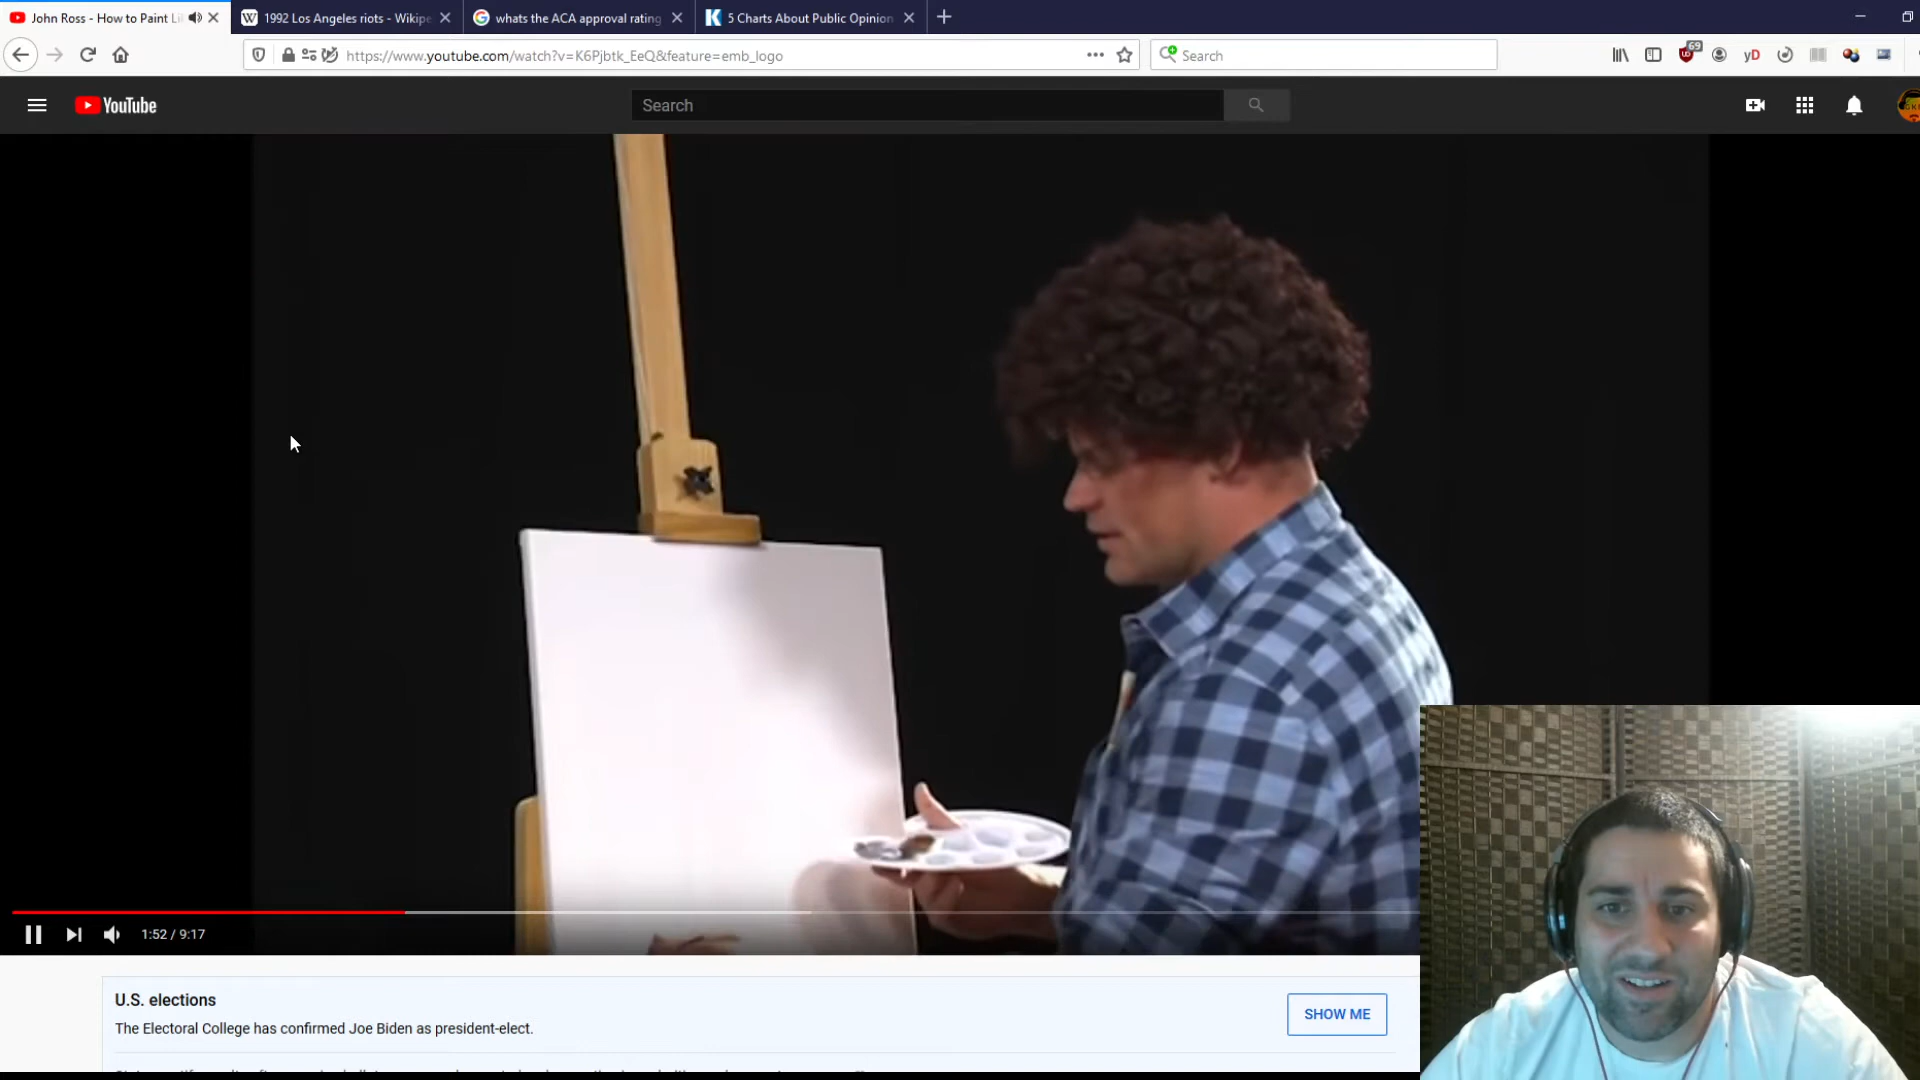 John Ross - How to Paint Li
1992 Los Angeles riots - Wikipe
whats the ACA approval rating
5 Charts About Public Opinion
https://www.youtube.com/watch?v=K6Pjbtk_EeQ&feature=emb_logo
Search
69
yD
YouTube
Search
1:52 / 9:17
U.S. elections
The Electoral College has confirmed Joe Biden as president-elect.
SHOW ME